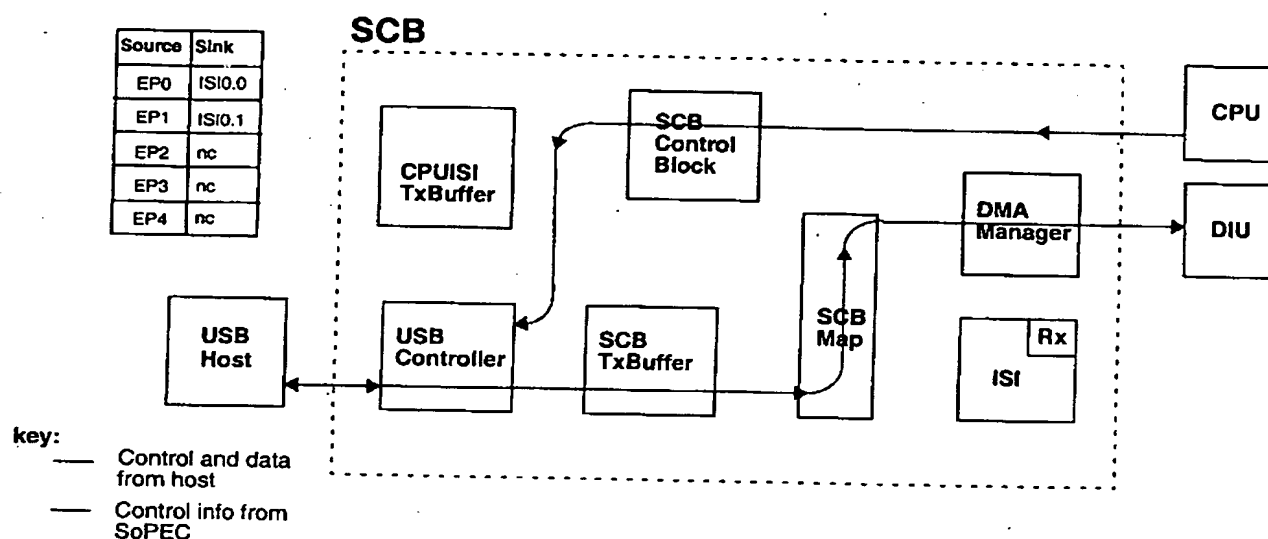 SCB
Source Sink
EP0 ISI0.0
EP1 ISI0.1
EP2 nc
EP3 nc
EP4 nc
CPUISI
TxBuffer
SCB
Control
Block
CPU
DMA
Manager
DIU
USB
Host
USB
Controller
SCB
TxBuffer
SCB
Map
Rx
ISI
key:
Control and data
from host
Control info from
SoPEC